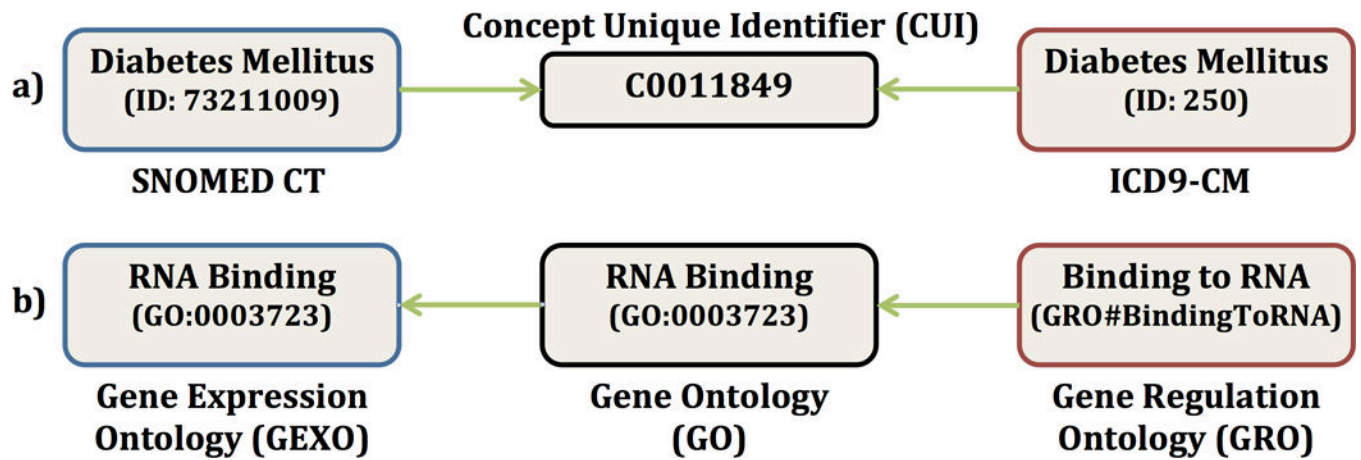 Concept Unique Identifier (CUI)
a)
Diabetes Mellitus
(ID: 73211009)
C0011849
Diabetes Mellitus
(ID: 250)
SNOMED CT
ICD9-CM
b)
RNA Binding
(GO:0003723)
RNA Binding
(GO:0003723)
Binding to RNA
(GRO#BindingToRNA)
Gene Expression
Ontology (GEXO)
Gene Ontology
(GO)
Gene Regulation
Ontology (GRO)